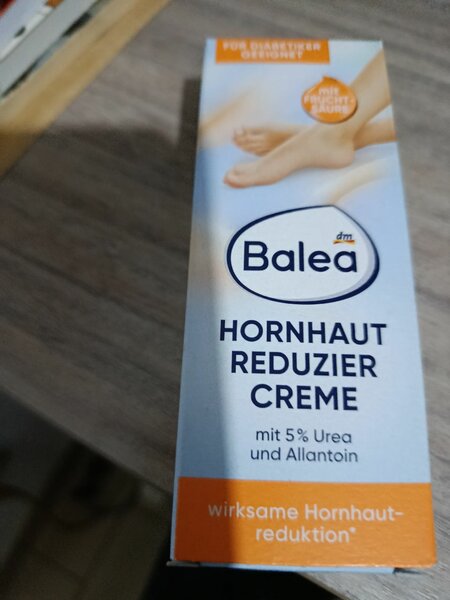 FÜR DIABETIKER
GEEIGNET
mit
FRUCHT-
SÄURE
dm
Balea
HORNHAUT
REDUZIER
CREME
mit 5% Urea
und Allantoin
wirksame Hornhaut-
reduktion*